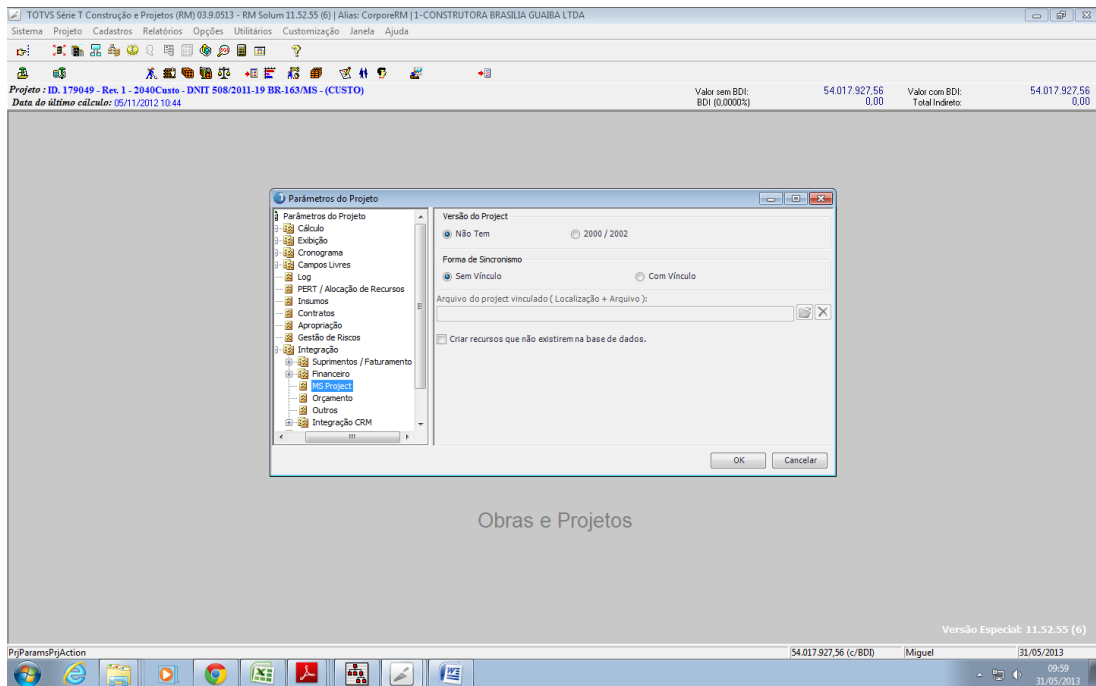 TOTVS Série T Construção e Projetos (RM) 03.9.0513 - RM Solum 11.52.55 (6) | Alias: CorporeRM | 1-CONSTRUTORA BRASILIA GUAIBA LTDA
Sistema Projeto Cadastros Relatórios Opções Utilitários Customização Janela Ajuda
Projeto : ID. 179049 - Rev. 1 - 2040Custo - DNIT 508/2011-19 BR-163/MS - (CUSTO)
Valor sem BDI: 54.017.927,56 Valor com BDI: 54.017.927,56
Data do último cálculo: 05/11/2012 10:44
BDI (0,0000%) 0,00 Total Indireto: 0,00
Parâmetros do Projeto
Parâmetros do Projeto
Cálculo
Exibição
Cronograma
Campos Livres
Log
PERT / Alocação de Recursos
Insumos
Contratos
Apropriação
Gestão de Riscos
Integração
Suprimentos / Faturamento
Financeiro
MS Project
Orçamento
Outros
Integração CRM
Versão do Project
Não Tem 2000 / 2002
Forma de Sincronismo
Sem Vínculo Com Vínculo
Arquivo do project vinculado ( Localização + Arquivo ):
Criar recursos que não existirem na base de dados.
OK Cancelar
Obras e Projetos
Versão Especial: 11.52.55 (6)
PrjParamsPrjAction 54.017.927,56 (c/BDI) Miguel 31/05/2013
09:59
31/05/2013